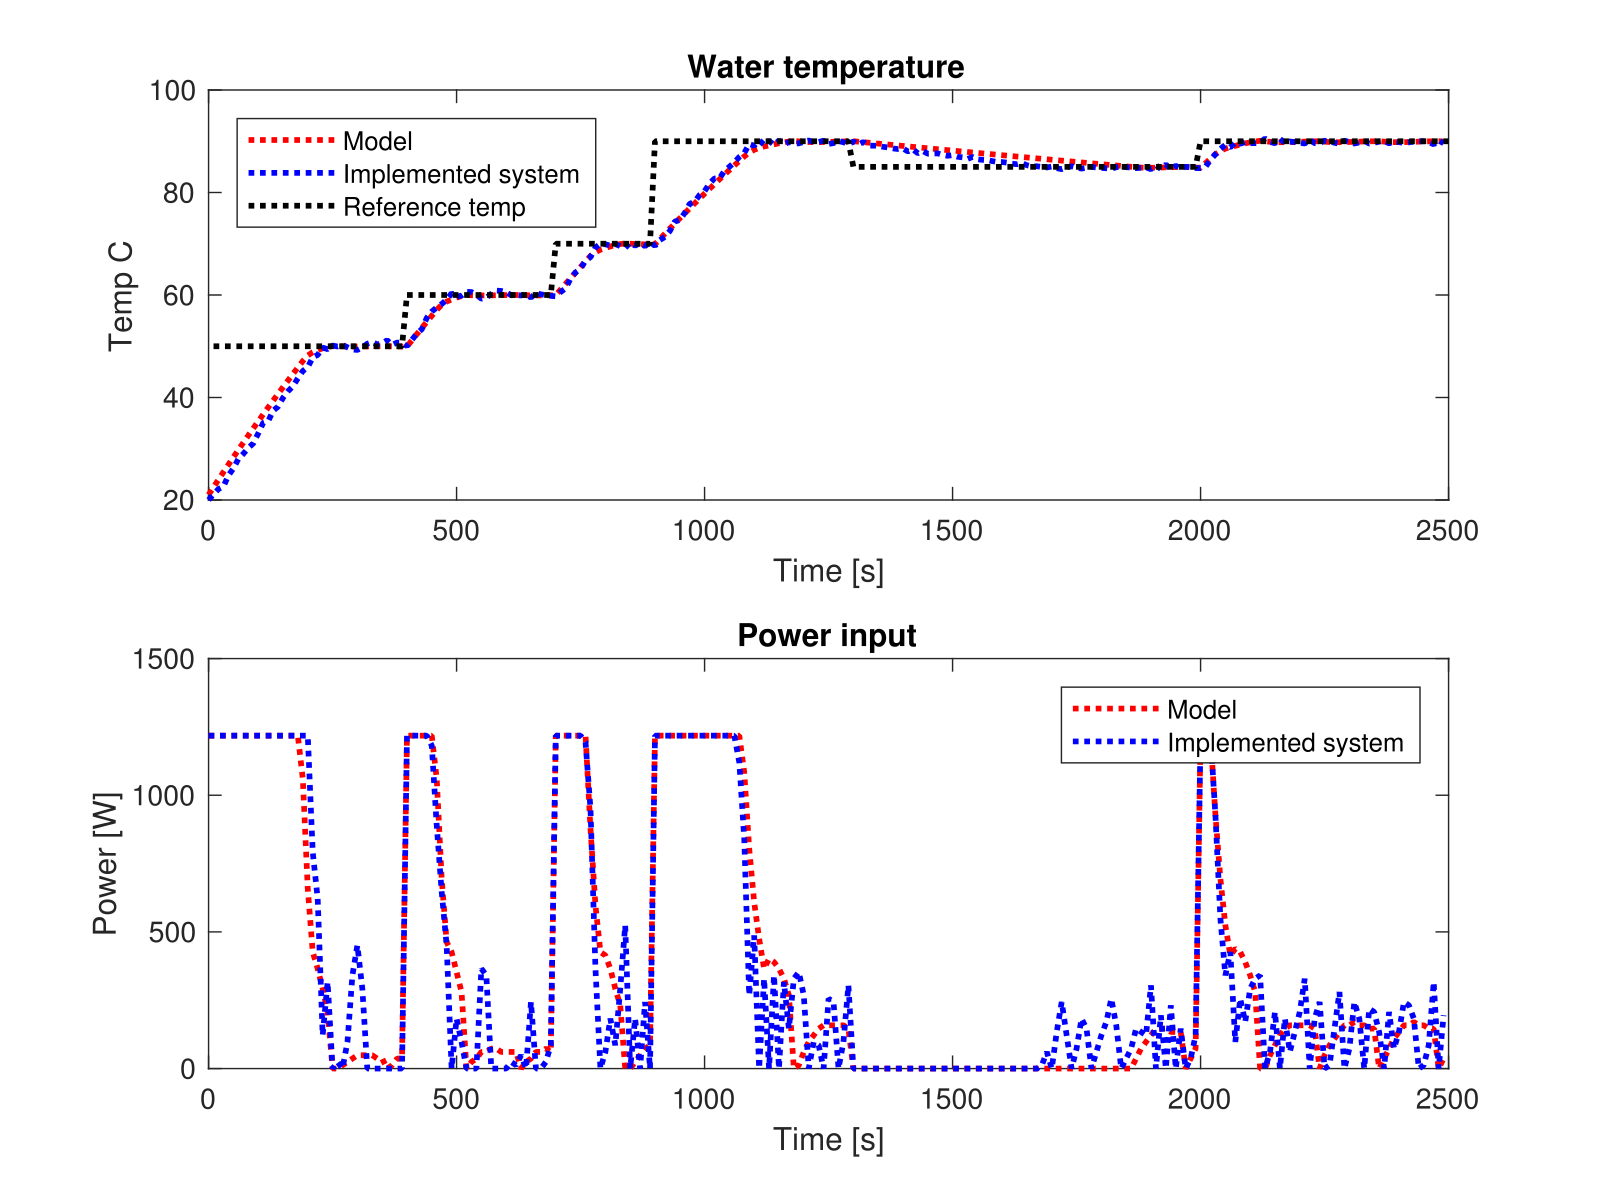 Water temperature
100
80
60
40
20
Temp C
Model
Implemented system
Reference temp
0 500 1000 1500 2000 2500
Time [s]
Power input
1500
1000
500
0
Power [W]
Model
Implemented system
0 500 1000 1500 2000 2500
Time [s]